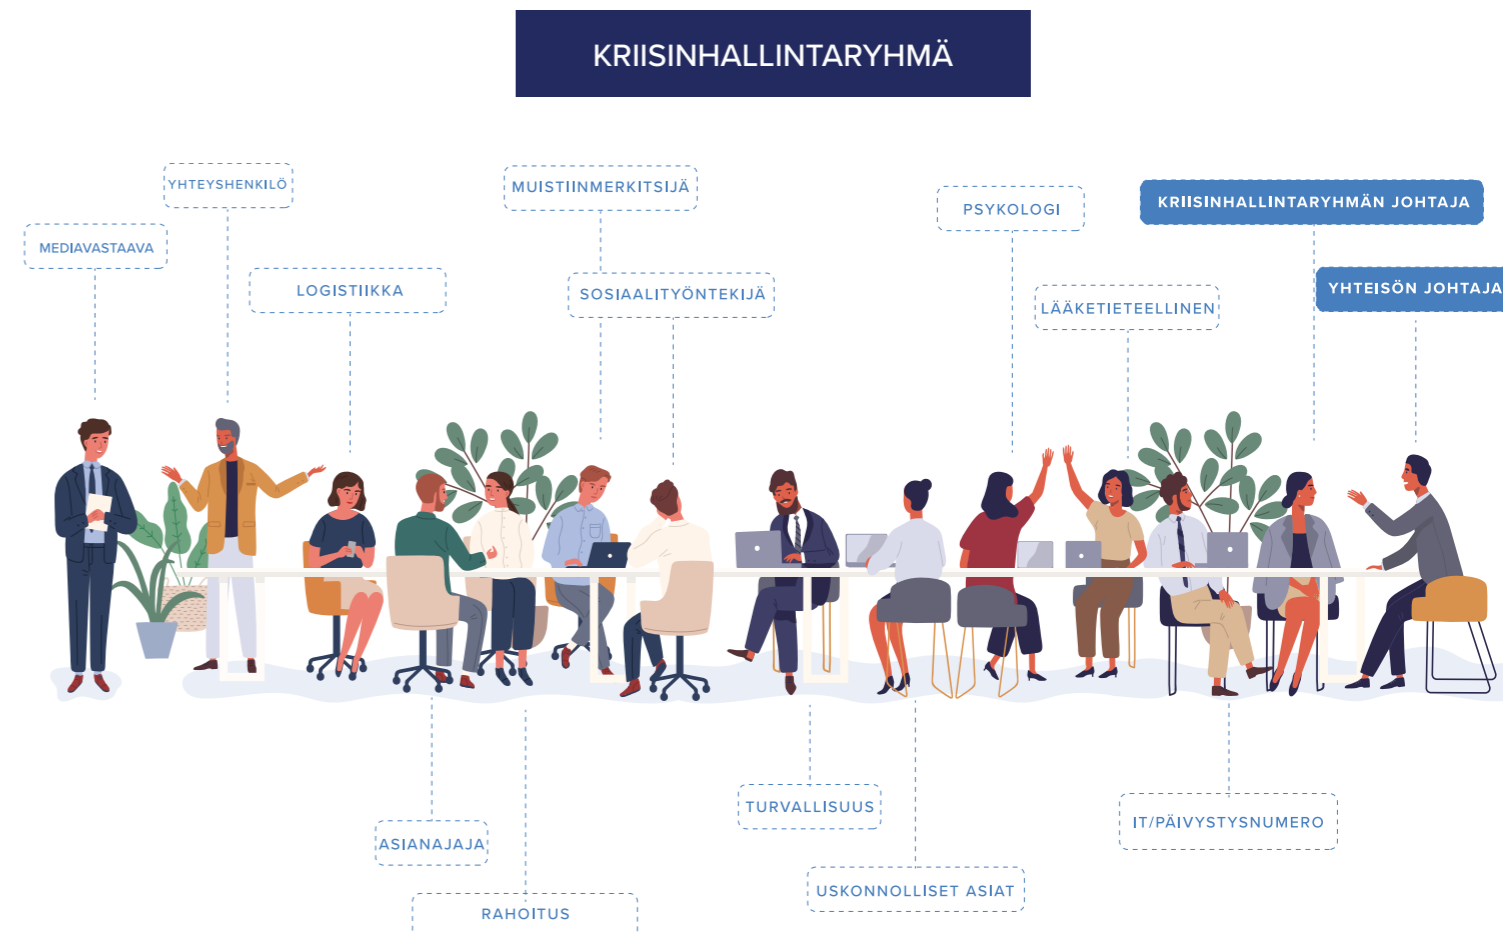 KRIISINHALLINTARYHMÄ
YHTEYSHENKILÖ
MUISTIINMERKITSIJÄ
PSYKOLOGI
KRIISINHALLINTARYHMÄN JOHTAJA
MEDIAVASTAAVA
LOGISTIIKKA
SOSIAALITYÖNTEKIJÄ
LÄÄKETIETEELLINEN
YHTEISÖN JOHTAJA
ASIANAJAJA
RAHOITUS
TURVALLISUUS
USKONNOLLISET ASIAT
IT/PÄIVYSTYSNUMERO